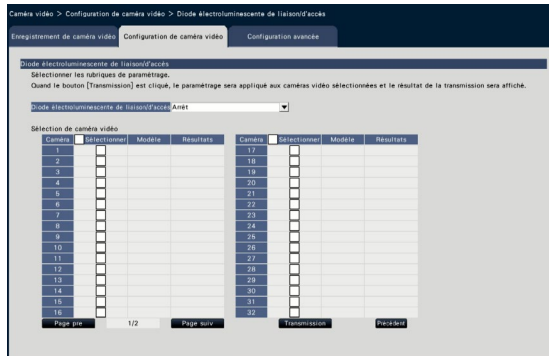 Caméra vidéo > Configuration de caméra vidéo > Diode électroluminescente de liaison/d'accès
Enregistrement de caméra vidéo Configuration de caméra vidéo Configuration avancée
Diode électroluminescente de liaison/d'accès
Sélectionner les rubriques de paramétrage.
Quand le bouton [Transmission] est cliqué, le paramétrage sera appliqué aux caméras vidéo sélectionnées et le résultat de la transmission sera affiché.
Diode électroluminescente de liaison/d'accès Arrêt
Sélection de caméra vidéo
Caméra Sélectionner Modèle Résultats Caméra Sélectionner Modèle Résultats
1 17
2 18
3 19
4 20
5 21
6 22
7 23
8 24
9 25
10 26
11 27
12 28
13 29
14 30
15 31
16 32
Page pre 1/2 Page suiv Transmission Précédent